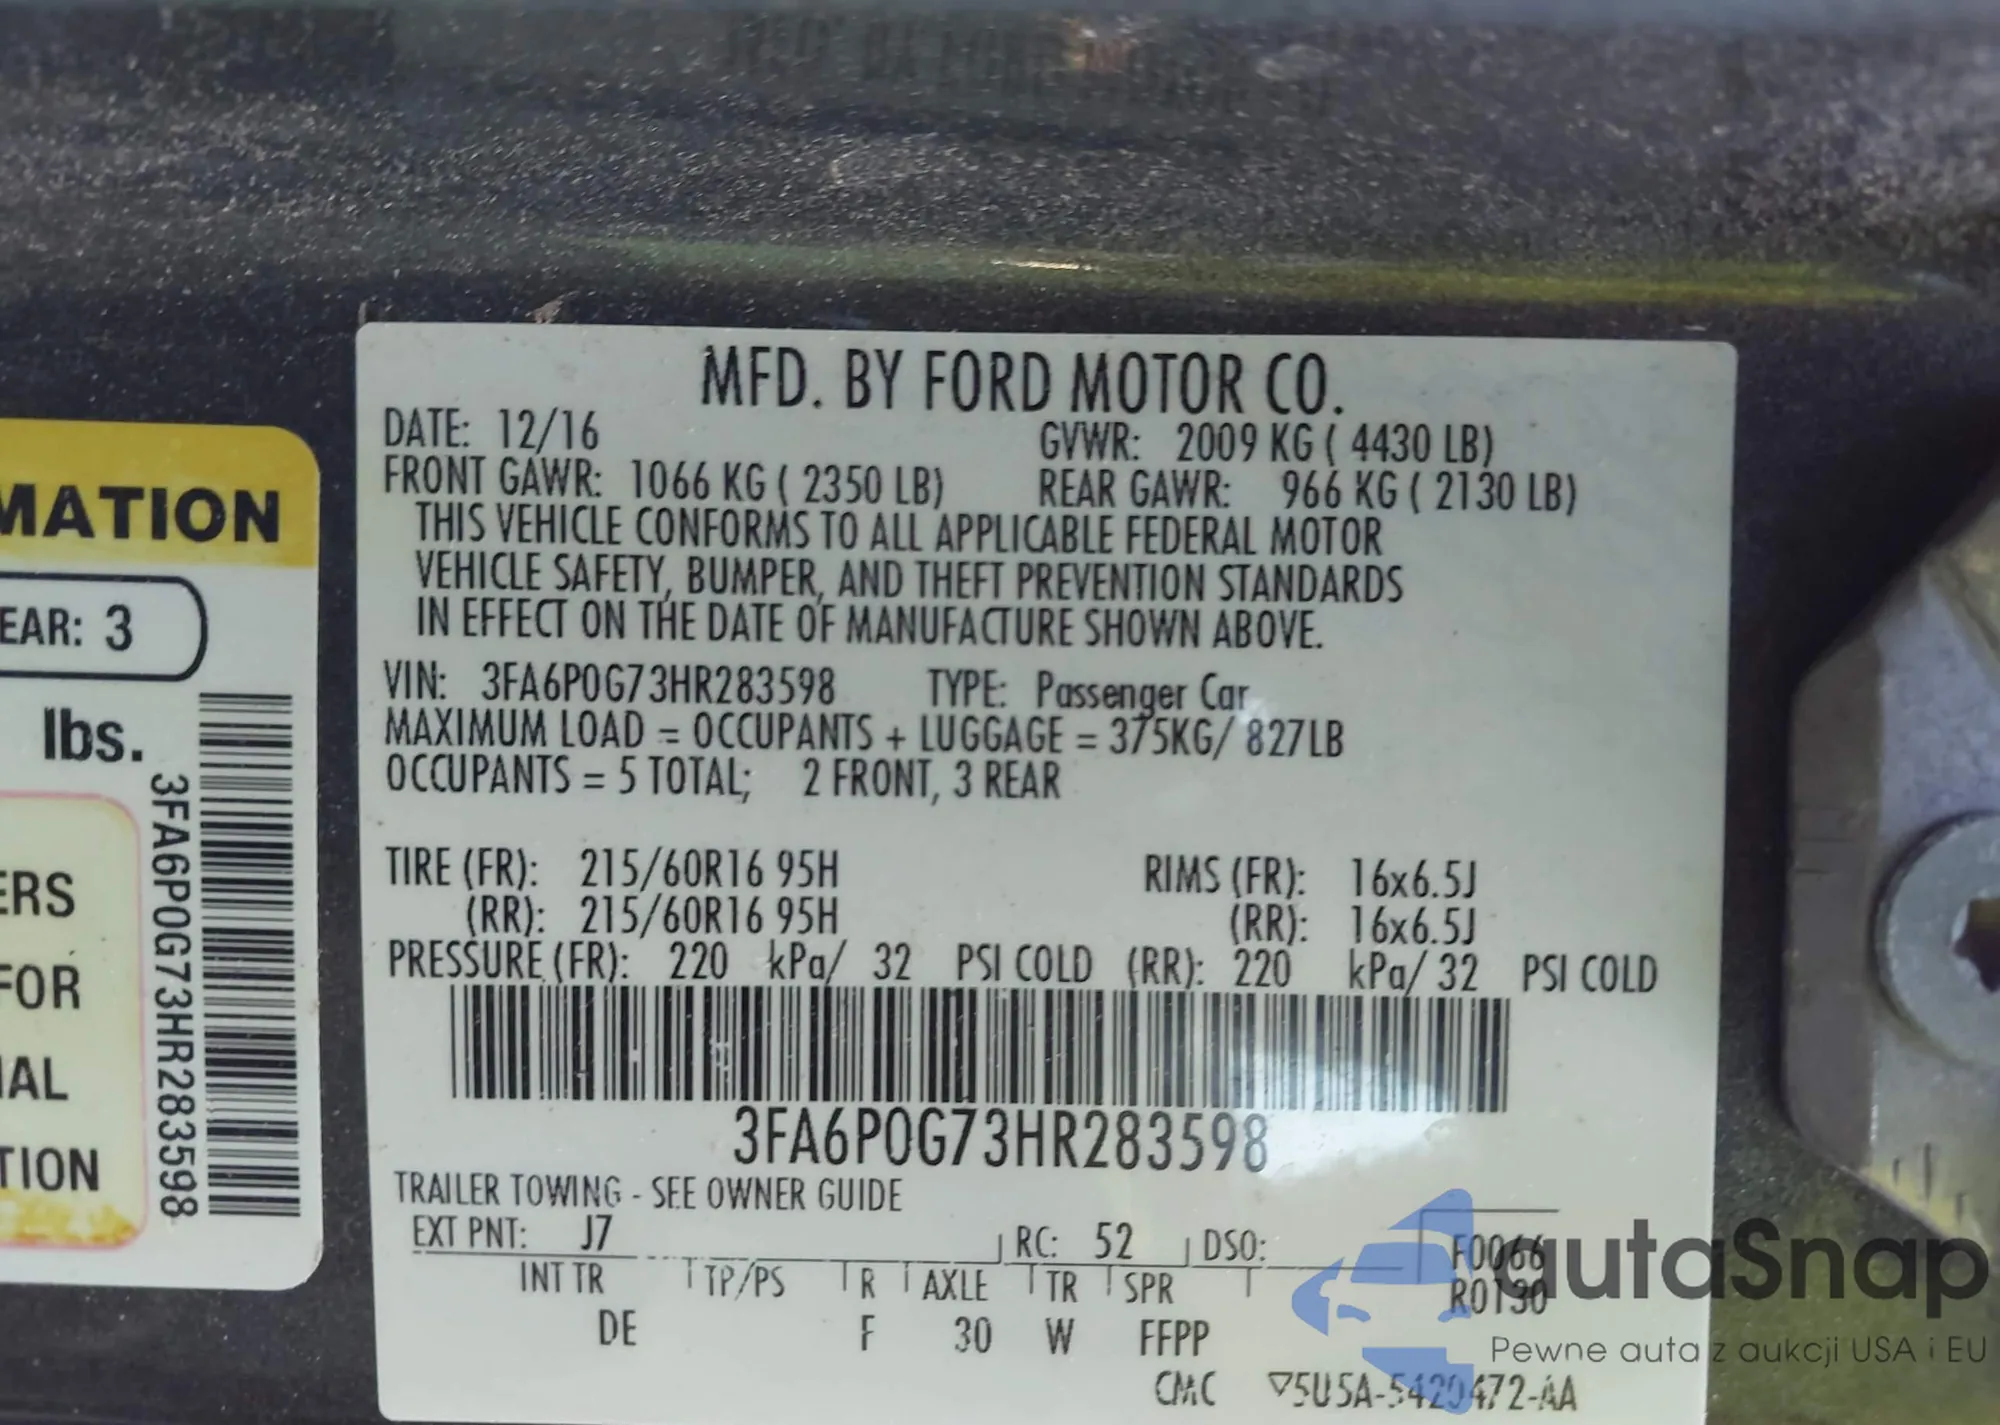 MATION
EAR: 3
lbs.
ERS
FOR
IAL
TION
3FA6P0G73HR283598
MFD. BY FORD MOTOR CO.
DATE: 12/16 GVWR: 2009 KG ( 4430 LB)
FRONT GAWR: 1066 KG ( 2350 LB) REAR GAWR: 966 KG ( 2130 LB)
THIS VEHICLE CONFORMS TO ALL APPLICABLE FEDERAL MOTOR
VEHICLE SAFETY, BUMPER, AND THEFT PREVENTION STANDARDS
IN EFFECT ON THE DATE OF MANUFACTURE SHOWN ABOVE.
VIN: 3FA6P0G73HR283598 TYPE: Passenger Car
MAXIMUM LOAD = OCCUPANTS + LUGGAGE = 375KG/ 827LB
OCCUPANTS = 5 TOTAL; 2 FRONT, 3 REAR
TIRE (FR): 215/60R16 95H RIMS (FR): 16x6.5J
(RR): 215/60R16 95H (RR): 16x6.5J
PRESSURE (FR): 220 kPa/ 32 PSI COLD (RR): 220 kPa/ 32 PSI COLD
3FA6P0G73HR283598
TRAILER TOWING - SEE OWNER GUIDE
EXT PNT: J7 RC: 52 DSO: F0066
R0130
INT TR TP/PS R AXLE TR SPR
DE F 30 W FFPP
CMC ▽5U5A-5420472-AA
autaSnap
Pewne auta z aukcji USA i EU